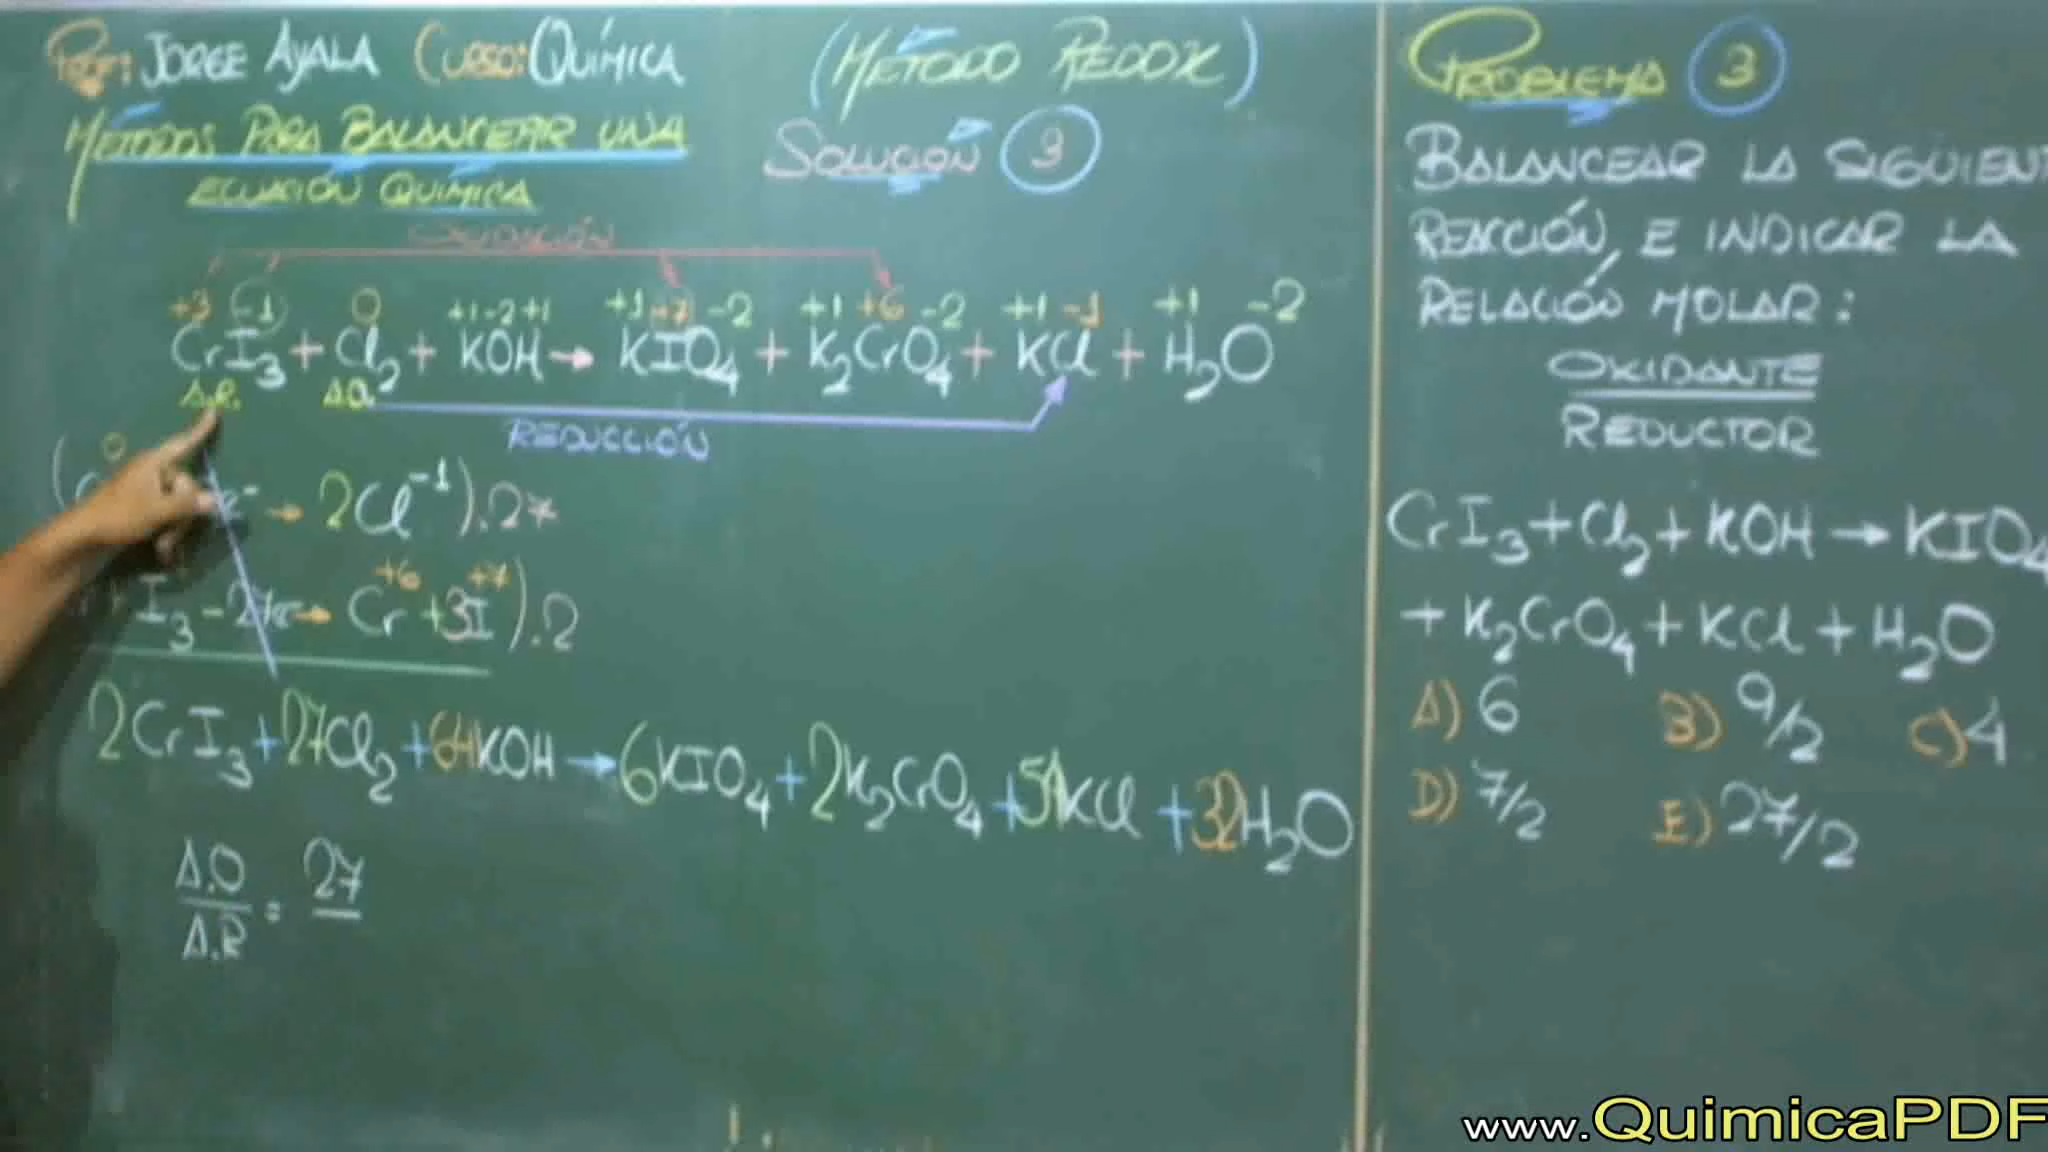 Prof: JORGE AYALA CURSO: QUÍMICA
MÉTODOS PARA BALANCEAR UNA
ECUACIÓN QUÍMICA
(MÉTODO REDOX)
SOLUCIÓN 3
OXIDACIÓN
+3 -1 0 +1-2+1 +1+7-2 +1+6-2 +1-1 +1-2
CrI₃ + Cl₂ + KOH → KIO₄ + K₂CrO₄ + KCl + H₂O
A.R. A.O.
REDUCCIÓN
( 0 e⁻ → 2Cl⁻¹).27
I₃ - 27e⁻ → Cr⁺⁶ + 3I⁺⁷).2
2CrI₃ + 27Cl₂ + 64KOH → 6KIO₄ + 2K₂CrO₄ + 54KCl + 32H₂O
A.O
A.R = 27
PROBLEMA 3
BALANCEAR LA SIGUIENT
REACCIÓN, E INDICAR LA
RELACIÓN MOLAR:
OXIDANTE
REDUCTOR
CrI₃ + Cl₂ + KOH → KIO₄
+ K₂CrO₄ + KCl + H₂O
A) 6 B) 9/2 C) 4
D) 7/2 E) 27/2
www.QuimicaPDF